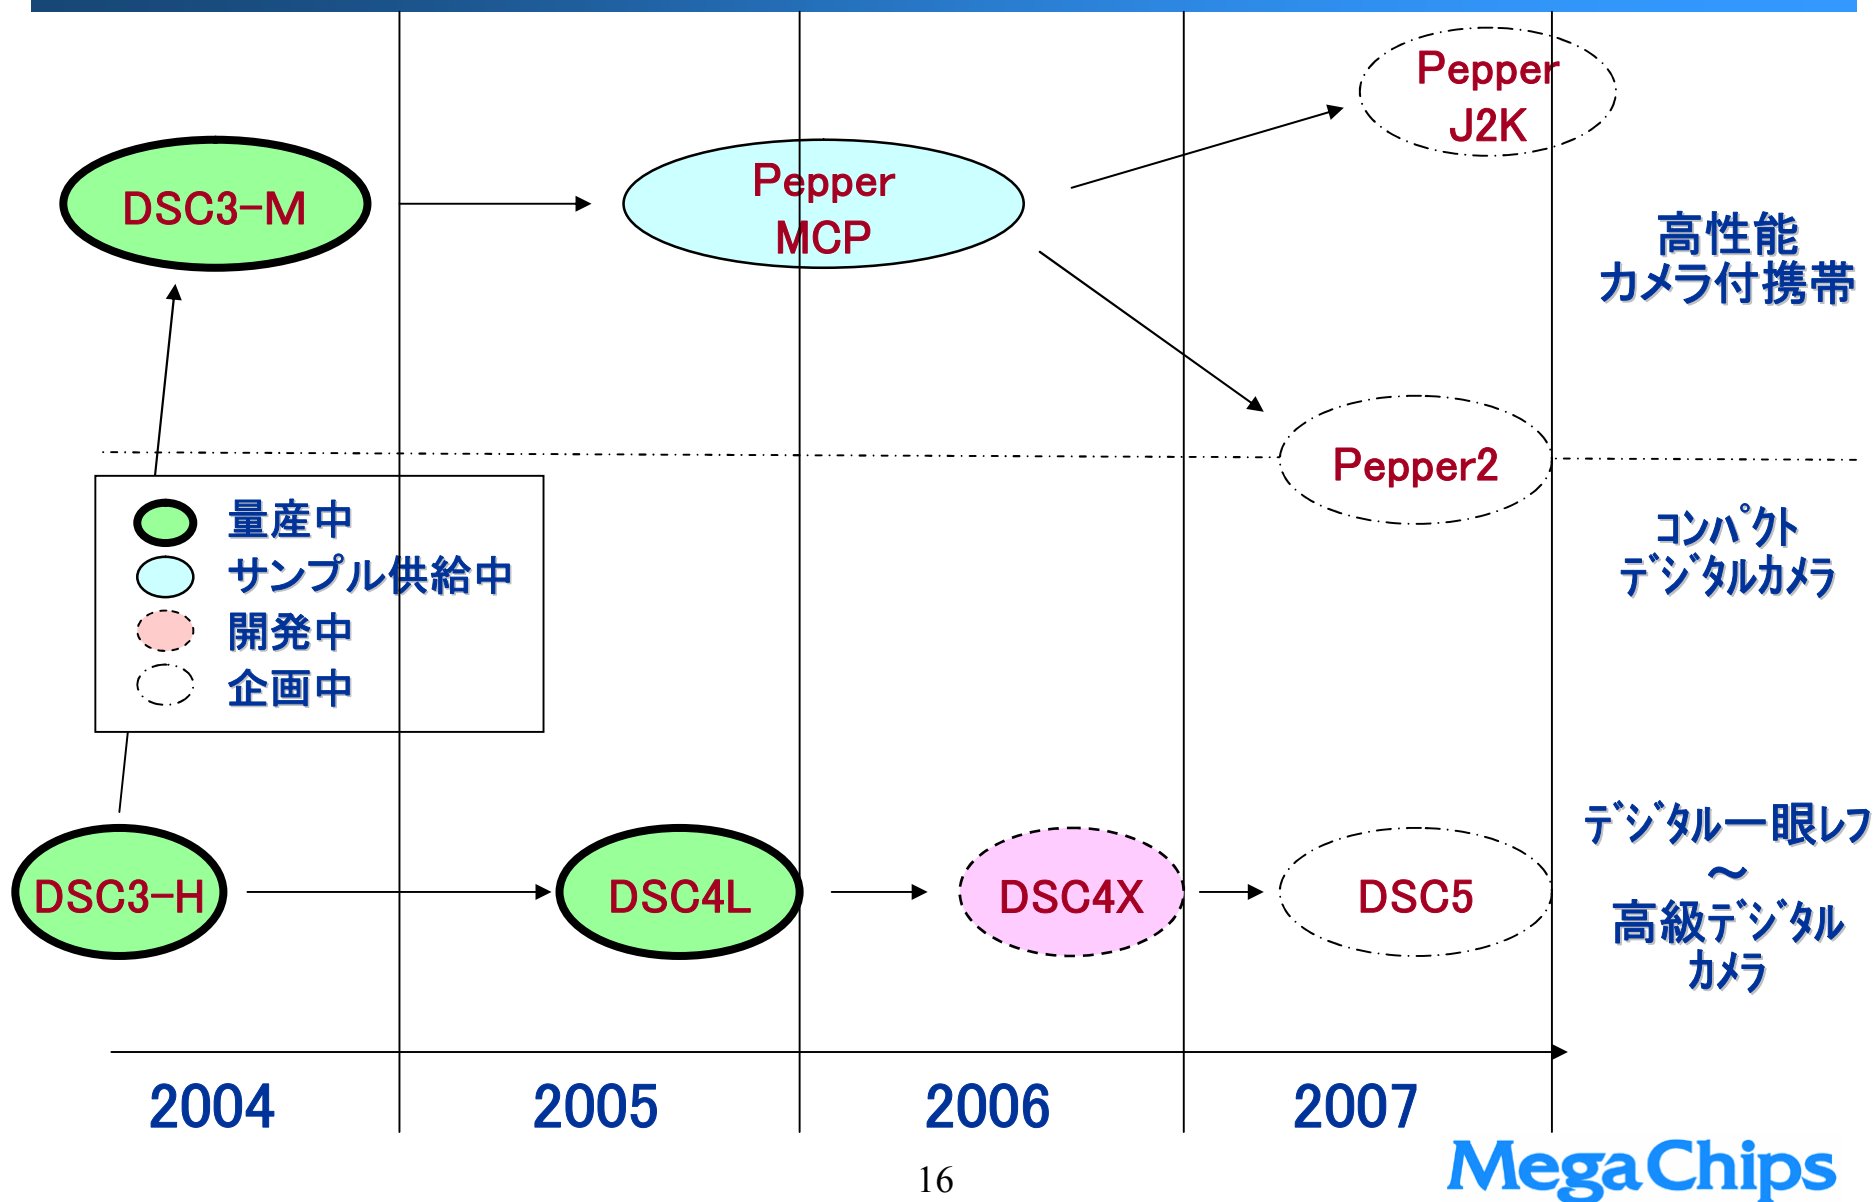 Pepper
J2K
DSC3-M
Pepper
MCP
高性能
カメラ付携帯
Pepper2
量産中
サンプル供給中
開発中
企画中
コンパクト
デジタルカメラ
DSC3-H
DSC4L
DSC4X
DSC5
デジタル一眼レフ
～
高級デジタル
カメラ
2004
2005
2006
2007
16
MegaChips